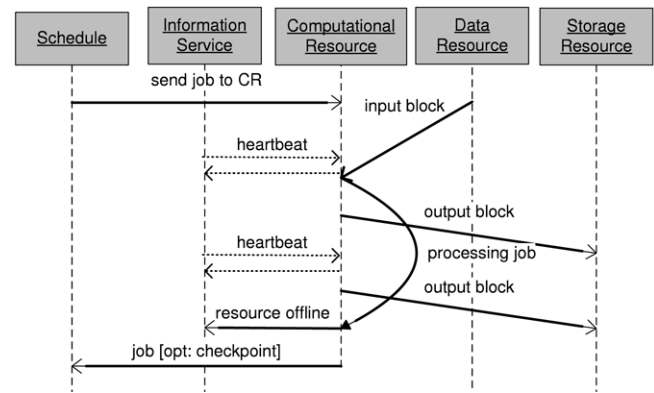 Schedule
Information
Service
Computational
Resource
Data
Resource
Storage
Resource
send job to CR
input block
heartbeat
output block
heartbeat
processing job
output block
resource offline
job [opt: checkpoint]